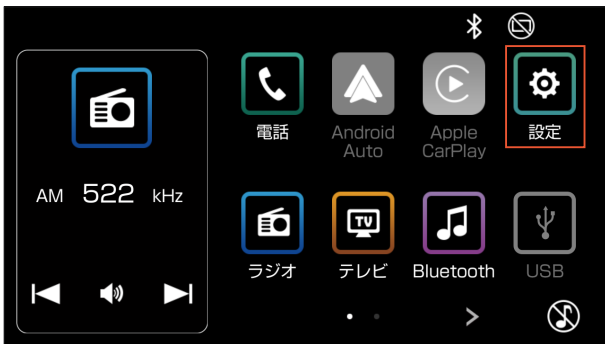 電話
Android
Auto
Apple
CarPlay
設定
AM 522 kHz
ラジオ
TV
テレビ
Bluetooth
USB